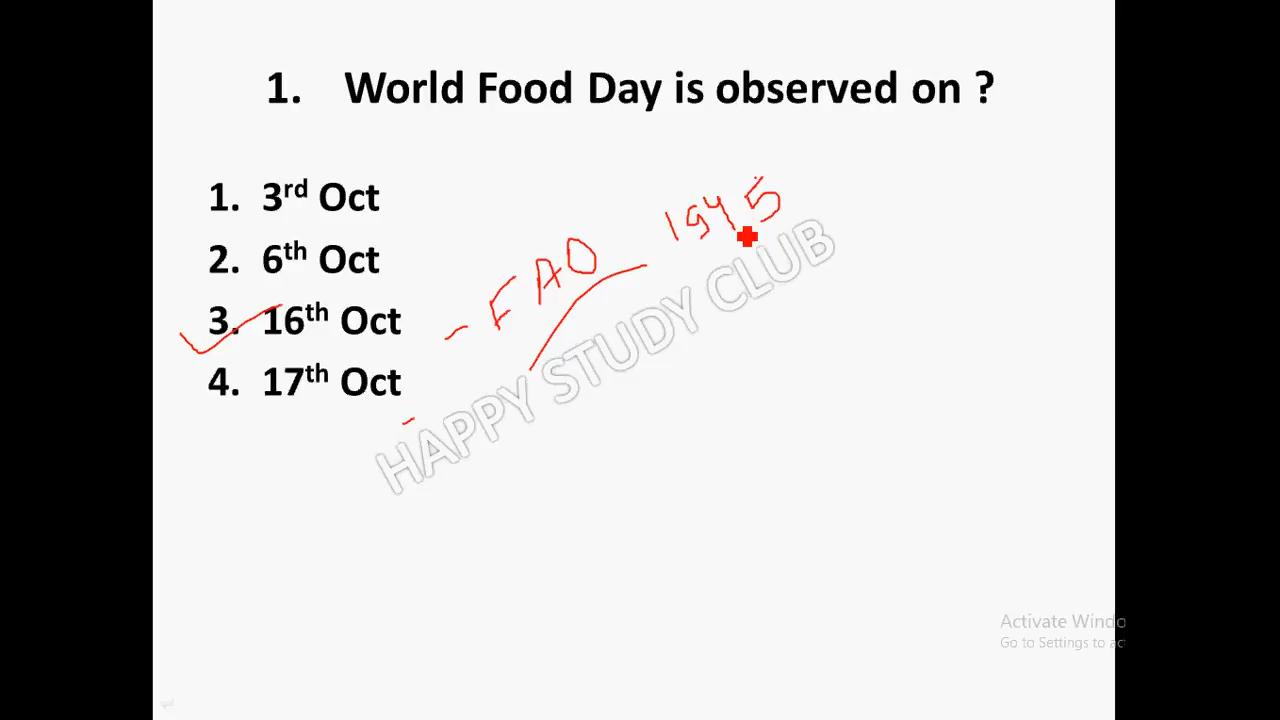 1. World Food Day is observed on ?
1. 3rd Oct
2. 6th Oct
3. 16th Oct
4. 17th Oct
- FAO 1945
HAPPY STUDY CLUB
Activate Windo
Go to Settings to ac